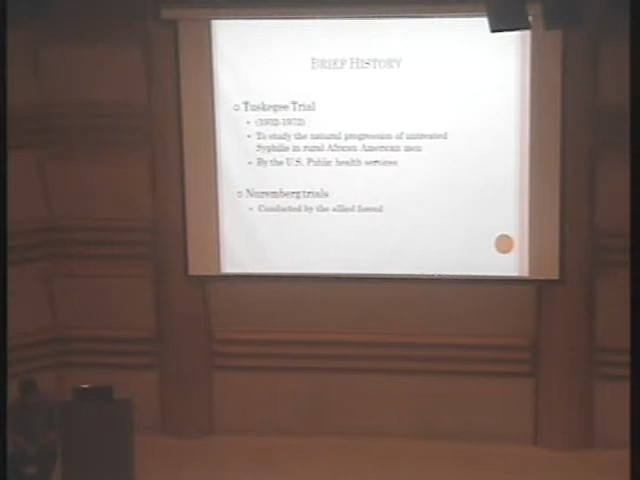 BRIEF HISTORY
Tuskegee Trial
(1932-1972)
To study the natural progression of untreated
Syphilis in rural African American men
By the U.S. Public health services
Nuremberg trials
Conducted by the allied forced